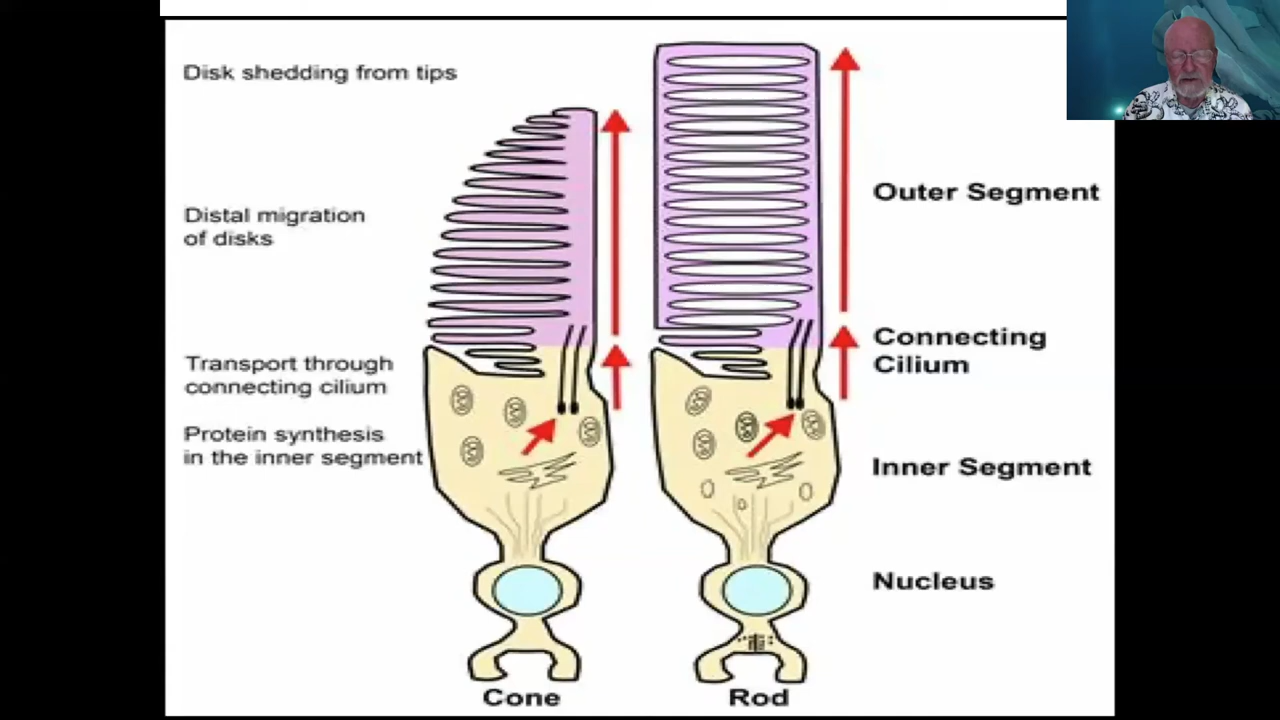 Disk shedding from tips
Distal migration
of disks
Transport through
connecting cilium
Protein synthesis
in the inner segment
Outer Segment
Connecting
Cilium
Inner Segment
Nucleus
Cone
Rod